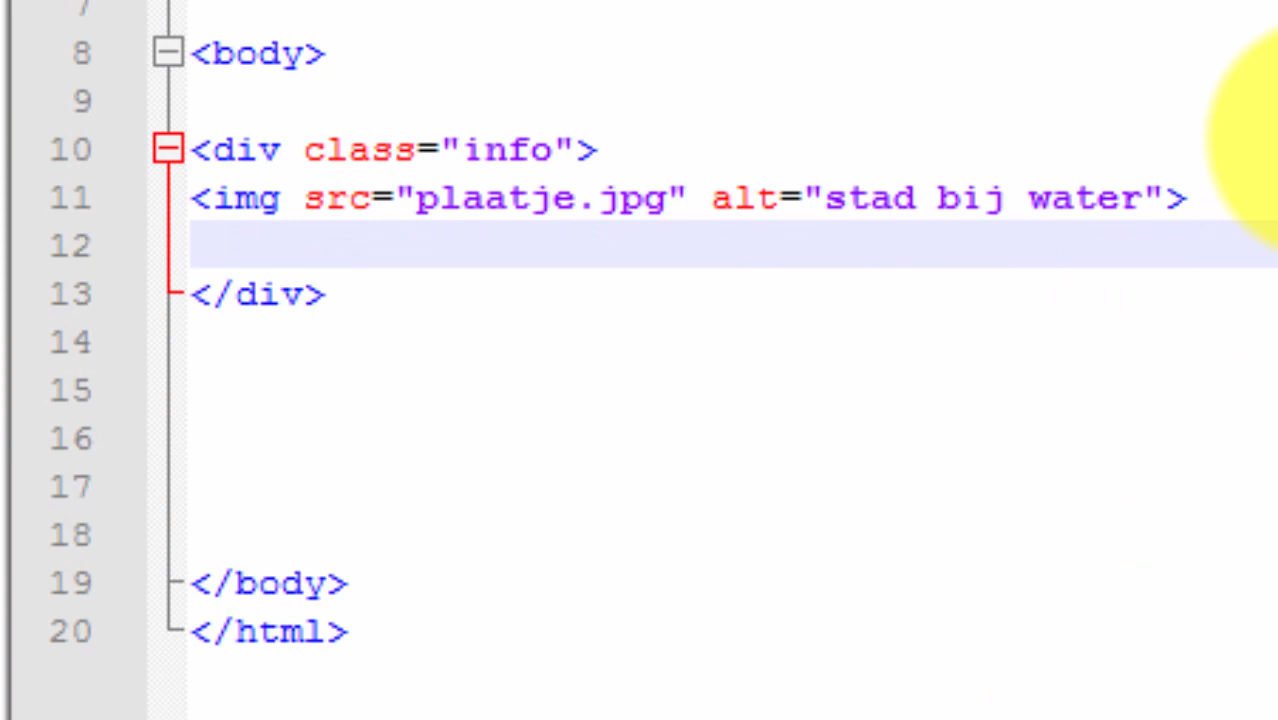 7
8 <body>
9
10 <div class="info">
11 <img src="plaatje.jpg" alt="stad bij water">
12
13 </div>
14
15
16
17
18
19 </body>
20 </html>